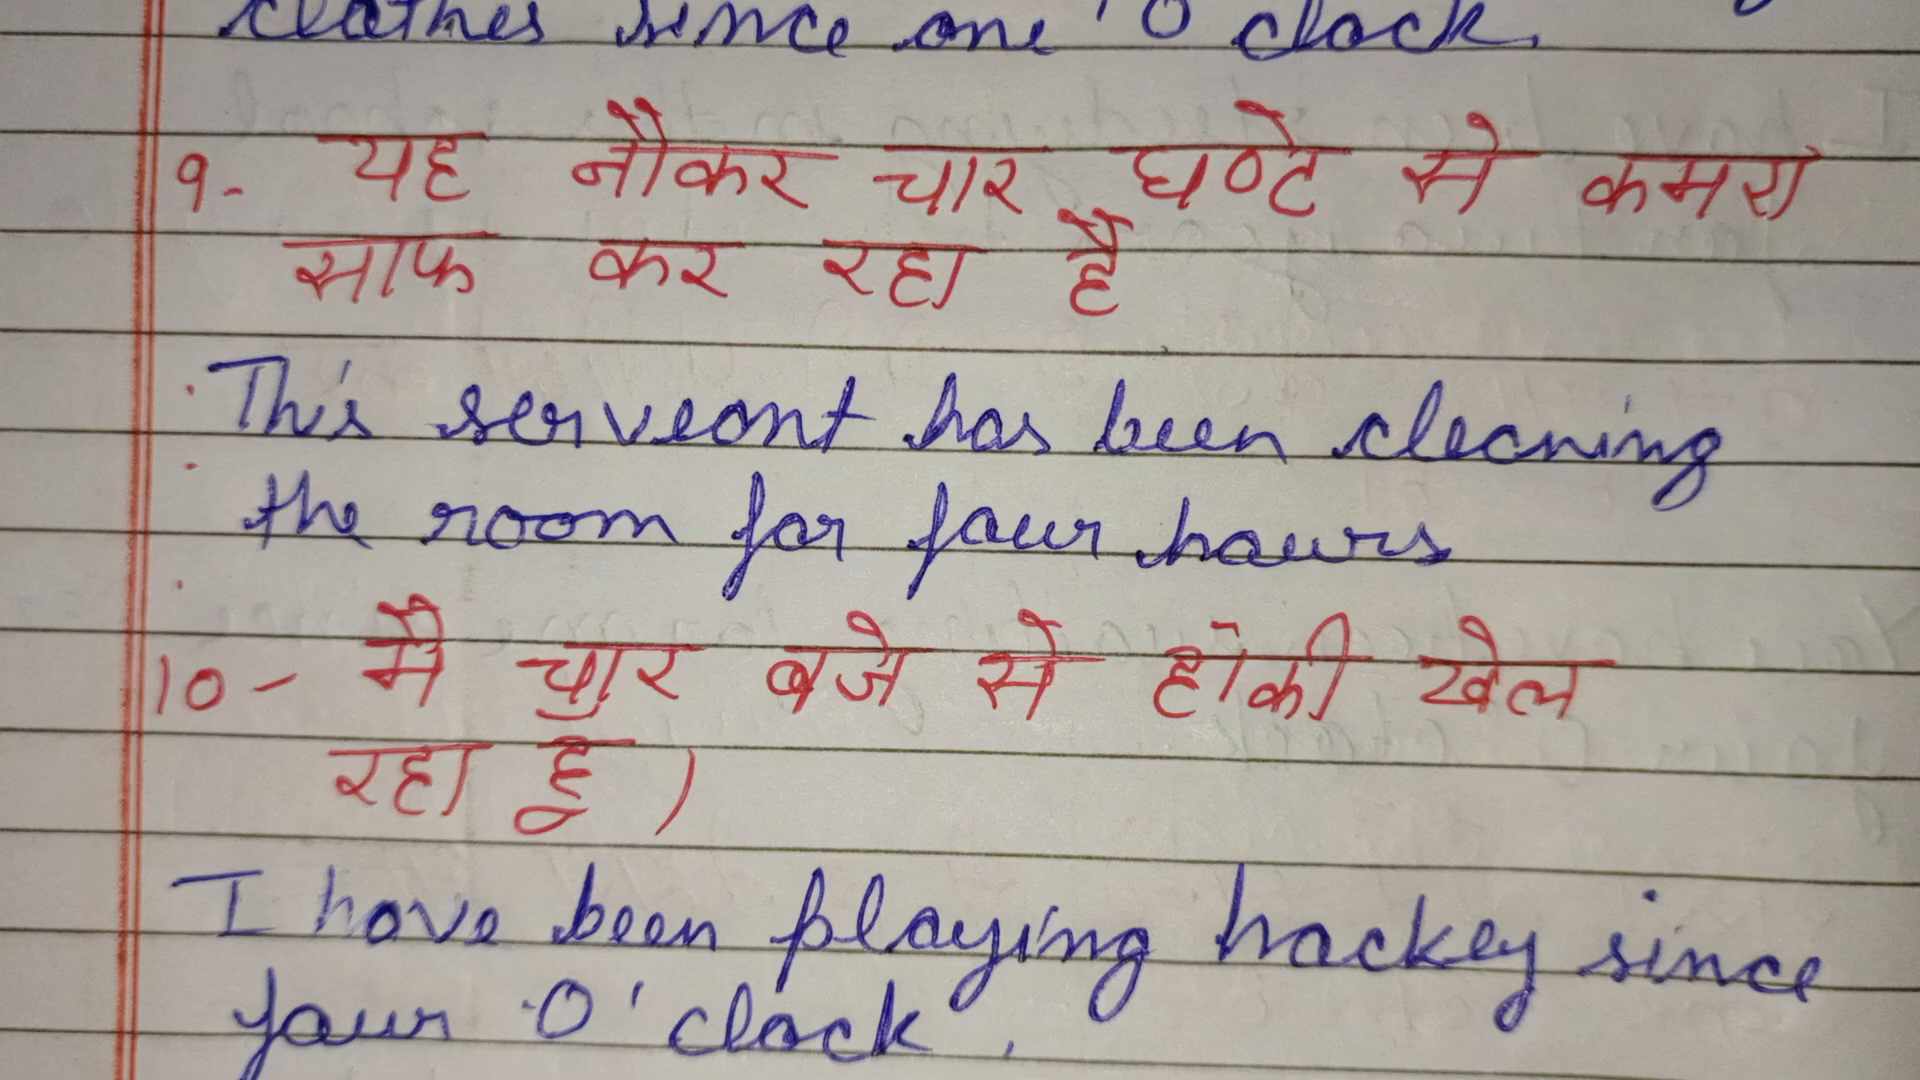 clothes since one 'O clock.
9- यह नौकर चार घण्टे से कमरा
साफ कर रहा है
This serveant has been cleaning
the room for four hours
10- मै चार बजे से हॉकी खेल
रहा हू ।
I have been playing hockey since
four O'clock.